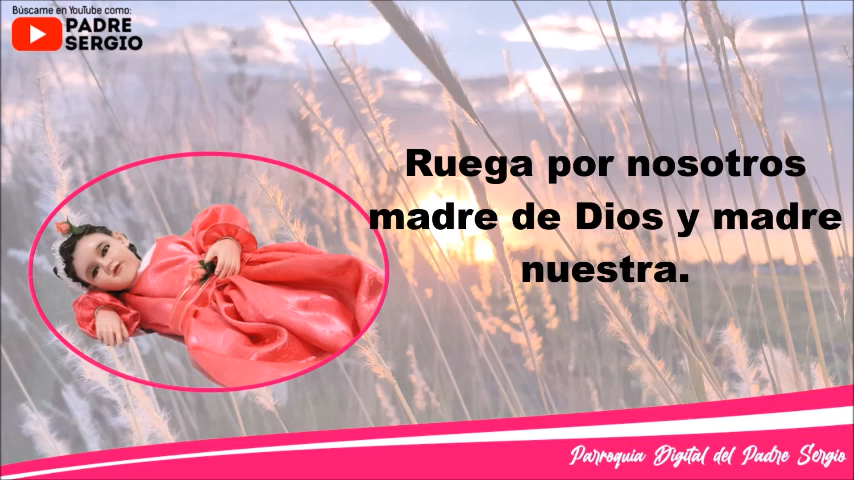 Búscame en YouTube como:
PADRE
SERGIO
Ruega por nosotros
madre de Dios y madre
nuestra.
Parroquia Digital del Padre Sergio